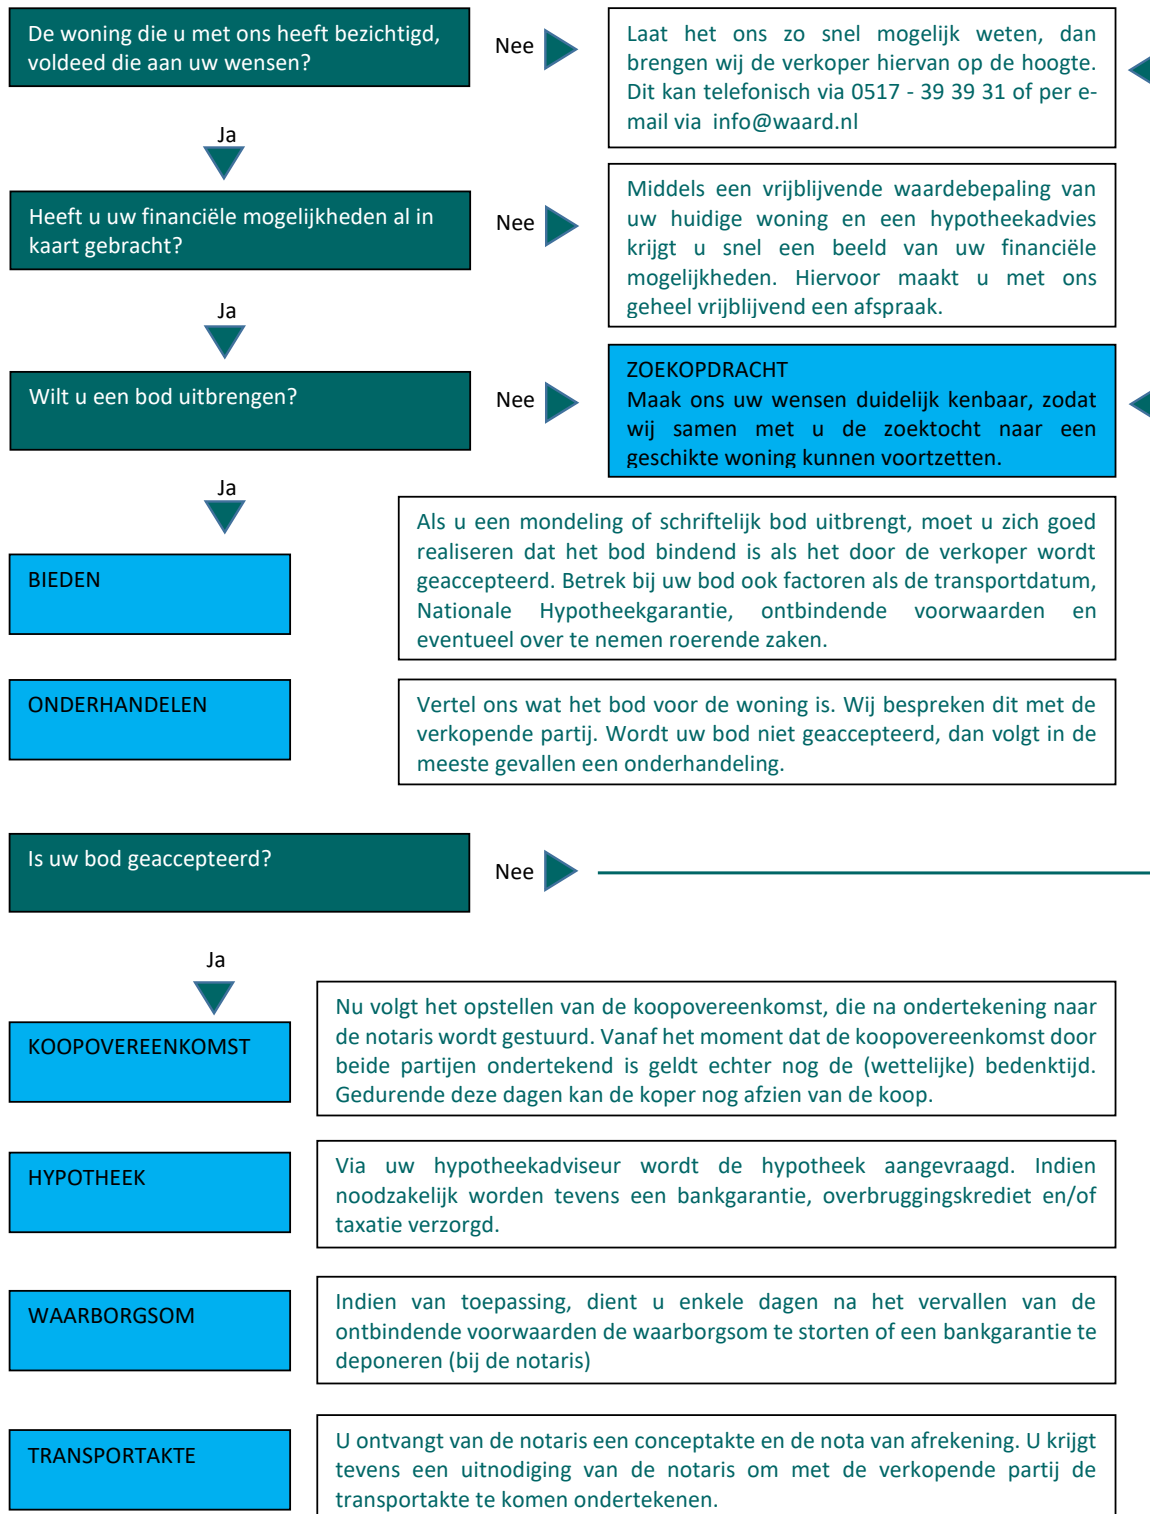 De woning die u met ons heeft bezichtigd,
voldeed die aan uw wensen?
Nee
Laat het ons zo snel mogelijk weten, dan
brengen wij de verkoper hiervan op de hoogte.
Dit kan telefonisch via 0517 - 39 39 31 of per e-
mail via info@waard.nl
Ja
Heeft u uw financiële mogelijkheden al in
kaart gebracht?
Nee
Middels een vrijblijvende waardebepaling van
uw huidige woning en een hypotheekadvies
krijgt u snel een beeld van uw financiële
mogelijkheden. Hiervoor maakt u met ons
geheel vrijblijvend een afspraak.
Ja
Wilt u een bod uitbrengen?
Nee
ZOEKOPDRACHT
Maak ons uw wensen duidelijk kenbaar, zodat
wij samen met u de zoektocht naar een
geschikte woning kunnen voortzetten.
Ja
BIEDEN
Als u een mondeling of schriftelijk bod uitbrengt, moet u zich goed
realiseren dat het bod bindend is als het door de verkoper wordt
geaccepteerd. Betrek bij uw bod ook factoren als de transportdatum,
Nationale Hypotheekgarantie, ontbindende voorwaarden en
eventueel over te nemen roerende zaken.
ONDERHANDELEN
Vertel ons wat het bod voor de woning is. Wij bespreken dit met de
verkopende partij. Wordt uw bod niet geaccepteerd, dan volgt in de
meeste gevallen een onderhandeling.
Is uw bod geaccepteerd?
Nee
Ja
KOOPOVEREENKOMST
Nu volgt het opstellen van de koopovereenkomst, die na ondertekening naar
de notaris wordt gestuurd. Vanaf het moment dat de koopovereenkomst door
beide partijen ondertekend is geldt echter nog de (wettelijke) bedenktijd.
Gedurende deze dagen kan de koper nog afzien van de koop.
HYPOTHEEK
Via uw hypotheekadviseur wordt de hypotheek aangevraagd. Indien
noodzakelijk worden tevens een bankgarantie, overbruggingskrediet en/of
taxatie verzorgd.
WAARBORGSOM
Indien van toepassing, dient u enkele dagen na het vervallen van de
ontbindende voorwaarden de waarborgsom te storten of een bankgarantie te
deponeren (bij de notaris)
TRANSPORTAKTE
U ontvangt van de notaris een conceptakte en de nota van afrekening. U krijgt
tevens een uitnodiging van de notaris om met de verkopende partij de
transportakte te komen ondertekenen.